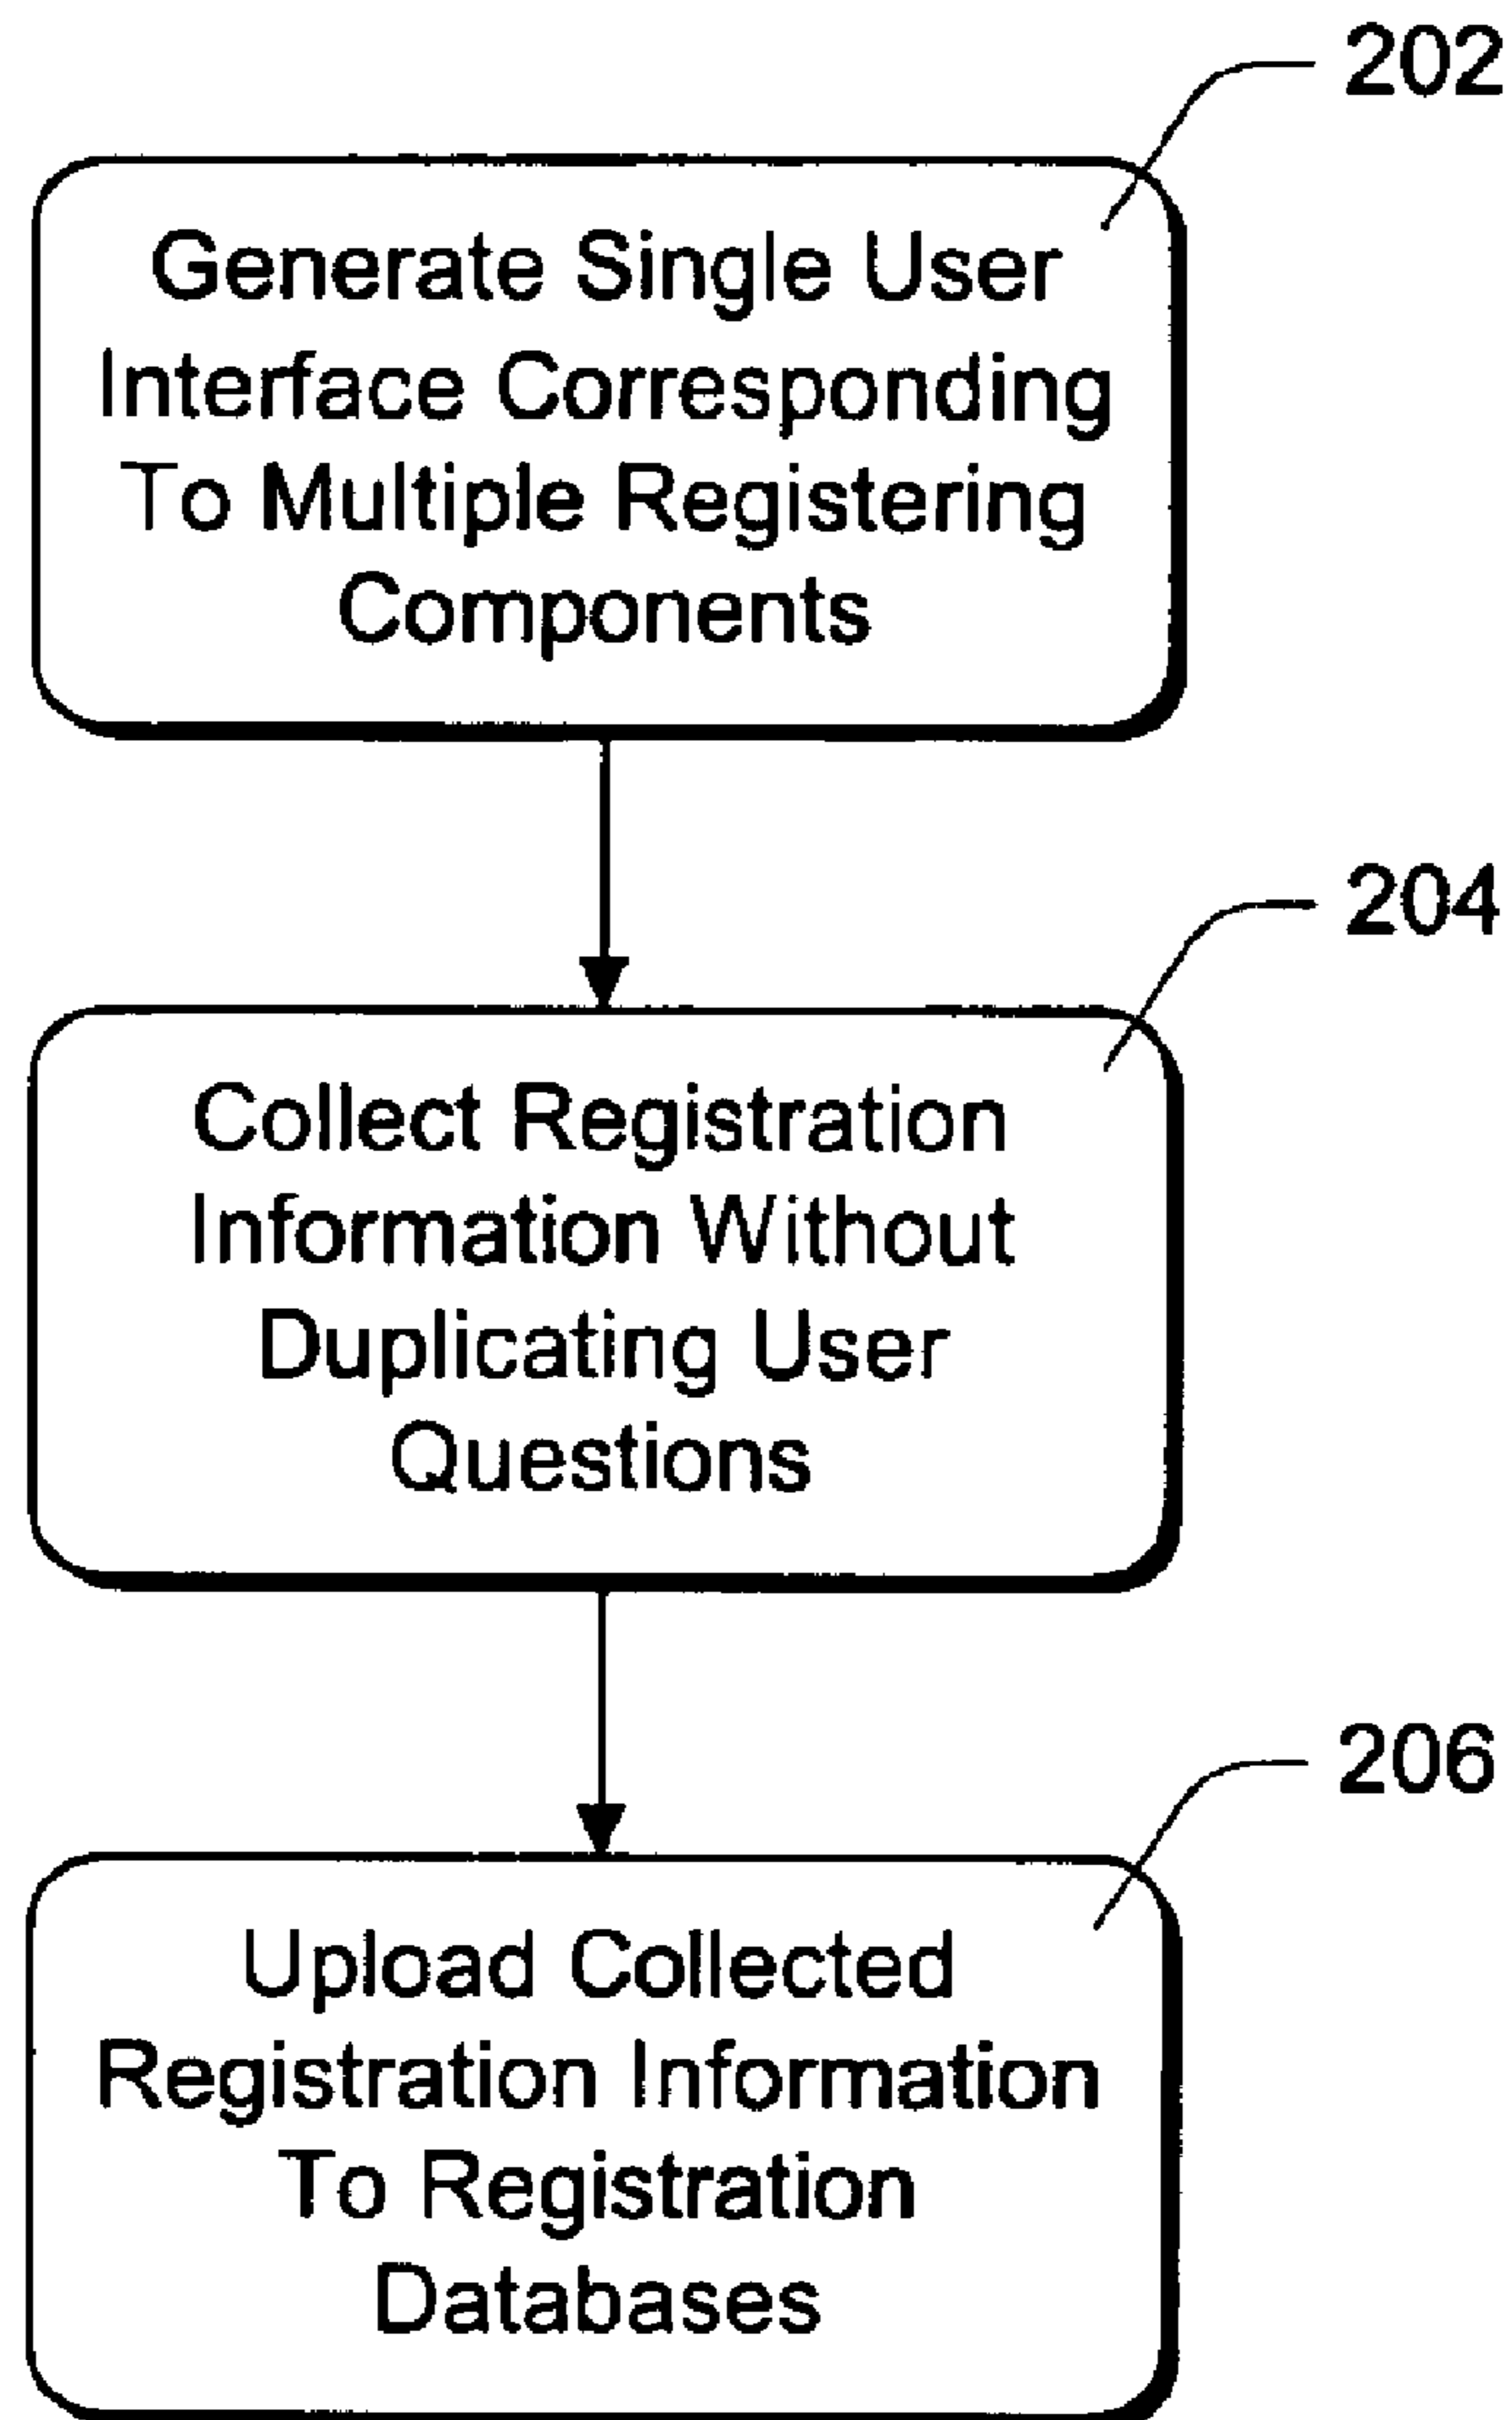 202
Generate Single User
Interface Corresponding
To Multiple Registering
Components
204
Collect Registration
Information Without
Duplicating User
Questions
206
Upload Collected
Registration Information
To Registration
Databases